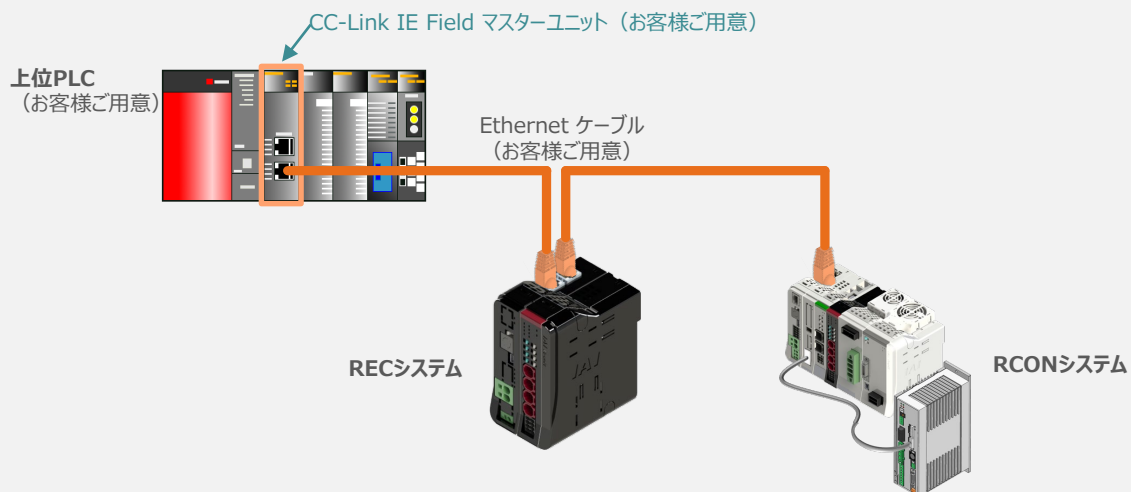 CC-Link IE Field マスターユニット（お客様ご用意）
上位PLC
（お客様ご用意）
Ethernet ケーブル
（お客様ご用意）
RECシステム
RCONシステム